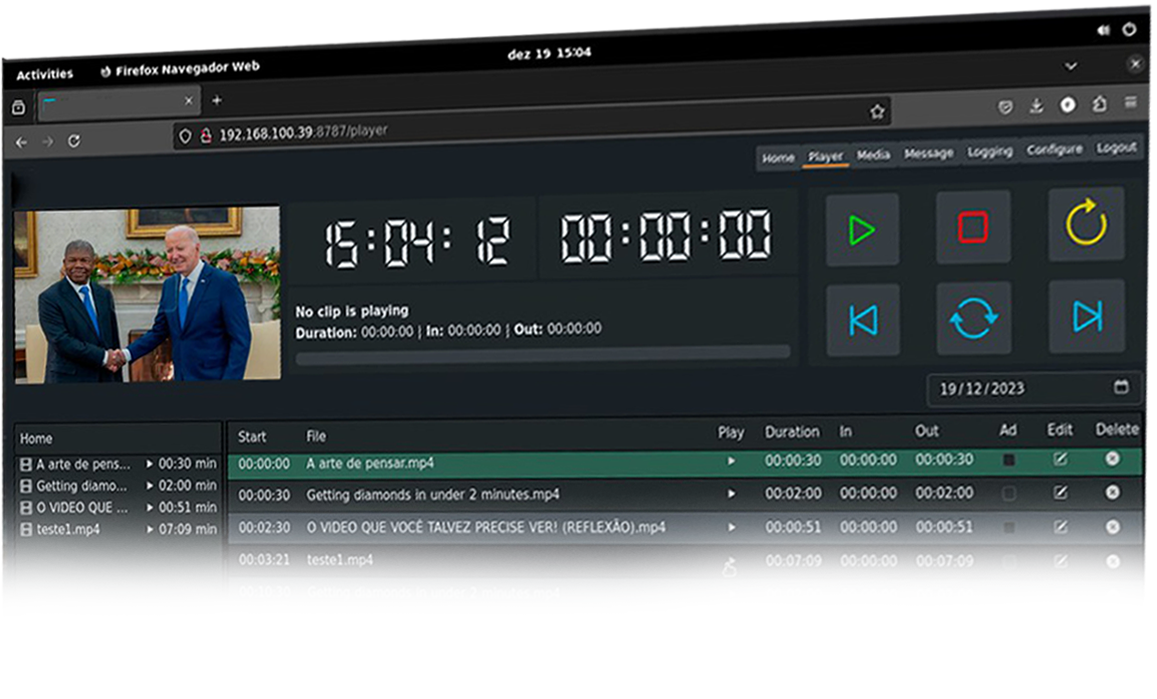 dez 19 15:04
Activities Firefox Navegador Web
192.168.100.39:8787/player
Home Player Media Message Logging Configure Logout
15:04:12 00:00:00
No clip is playing
Duration: 00:00:00 | In: 00:00:00 | Out: 00:00:00
19/12/2023
Home
A arte de pens... 00:30 min
Getting diamo... 02:00 min
O VIDEO QUE ... 00:51 min
teste1.mp4 07:09 min
Start File Play Duration In Out Ad Edit Delete
00:00:00 A arte de pensar.mp4 00:00:30 00:00:00 00:00:30
00:00:30 Getting diamonds in under 2 minutes.mp4 00:02:00 00:00:00 00:02:00
00:02:30 O VIDEO QUE VOCÊ TALVEZ PRECISE VER! (REFLEXÃO).mp4 00:00:51 00:00:00 00:00:51
00:03:21 teste1.mp4 00:07:09 00:00:00 00:07:09